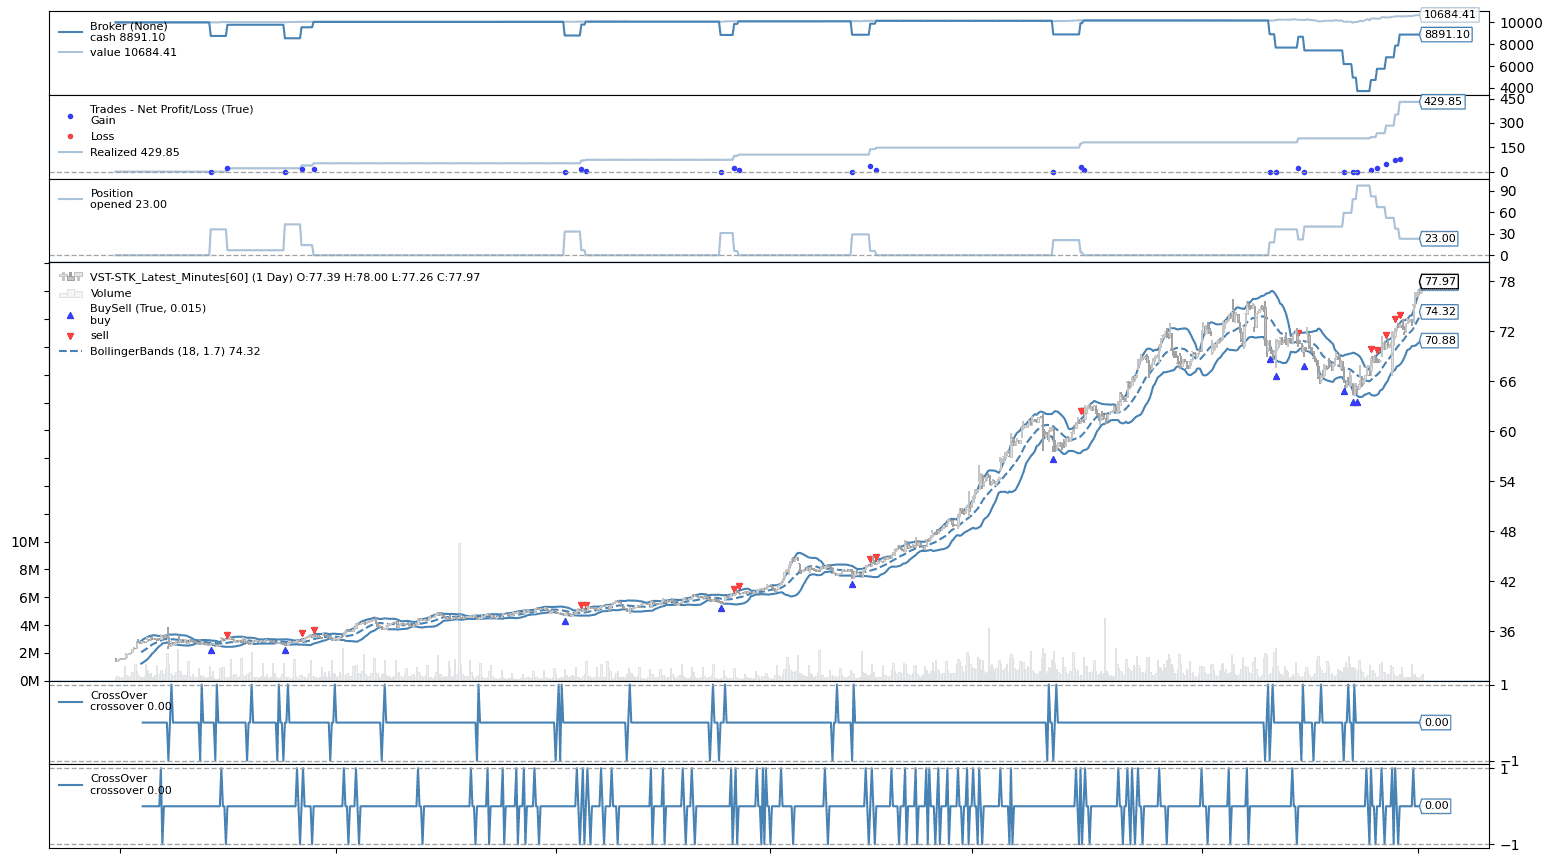 Broker (None)
cash 8891.10
value 10684.41
10684.41
8891.10
10000
8000
6000
4000
Trades - Net Profit/Loss (True)
Gain
Loss
Realized 429.85
429.85
450
300
150
0
Position
opened 23.00
23.00
90
60
30
0
VST-STK_Latest_Minutes[60] (1 Day) O:77.39 H:78.00 L:77.26 C:77.97
Volume
BuySell (True, 0.015)
buy
sell
BollingerBands (18, 1.7) 74.32
77.97
74.32
70.88
78
72
66
60
54
48
42
36
10M
8M
6M
4M
2M
0M
CrossOver
crossover 0.00
0.00
1
−1
CrossOver
crossover 0.00
0.00
1
−1